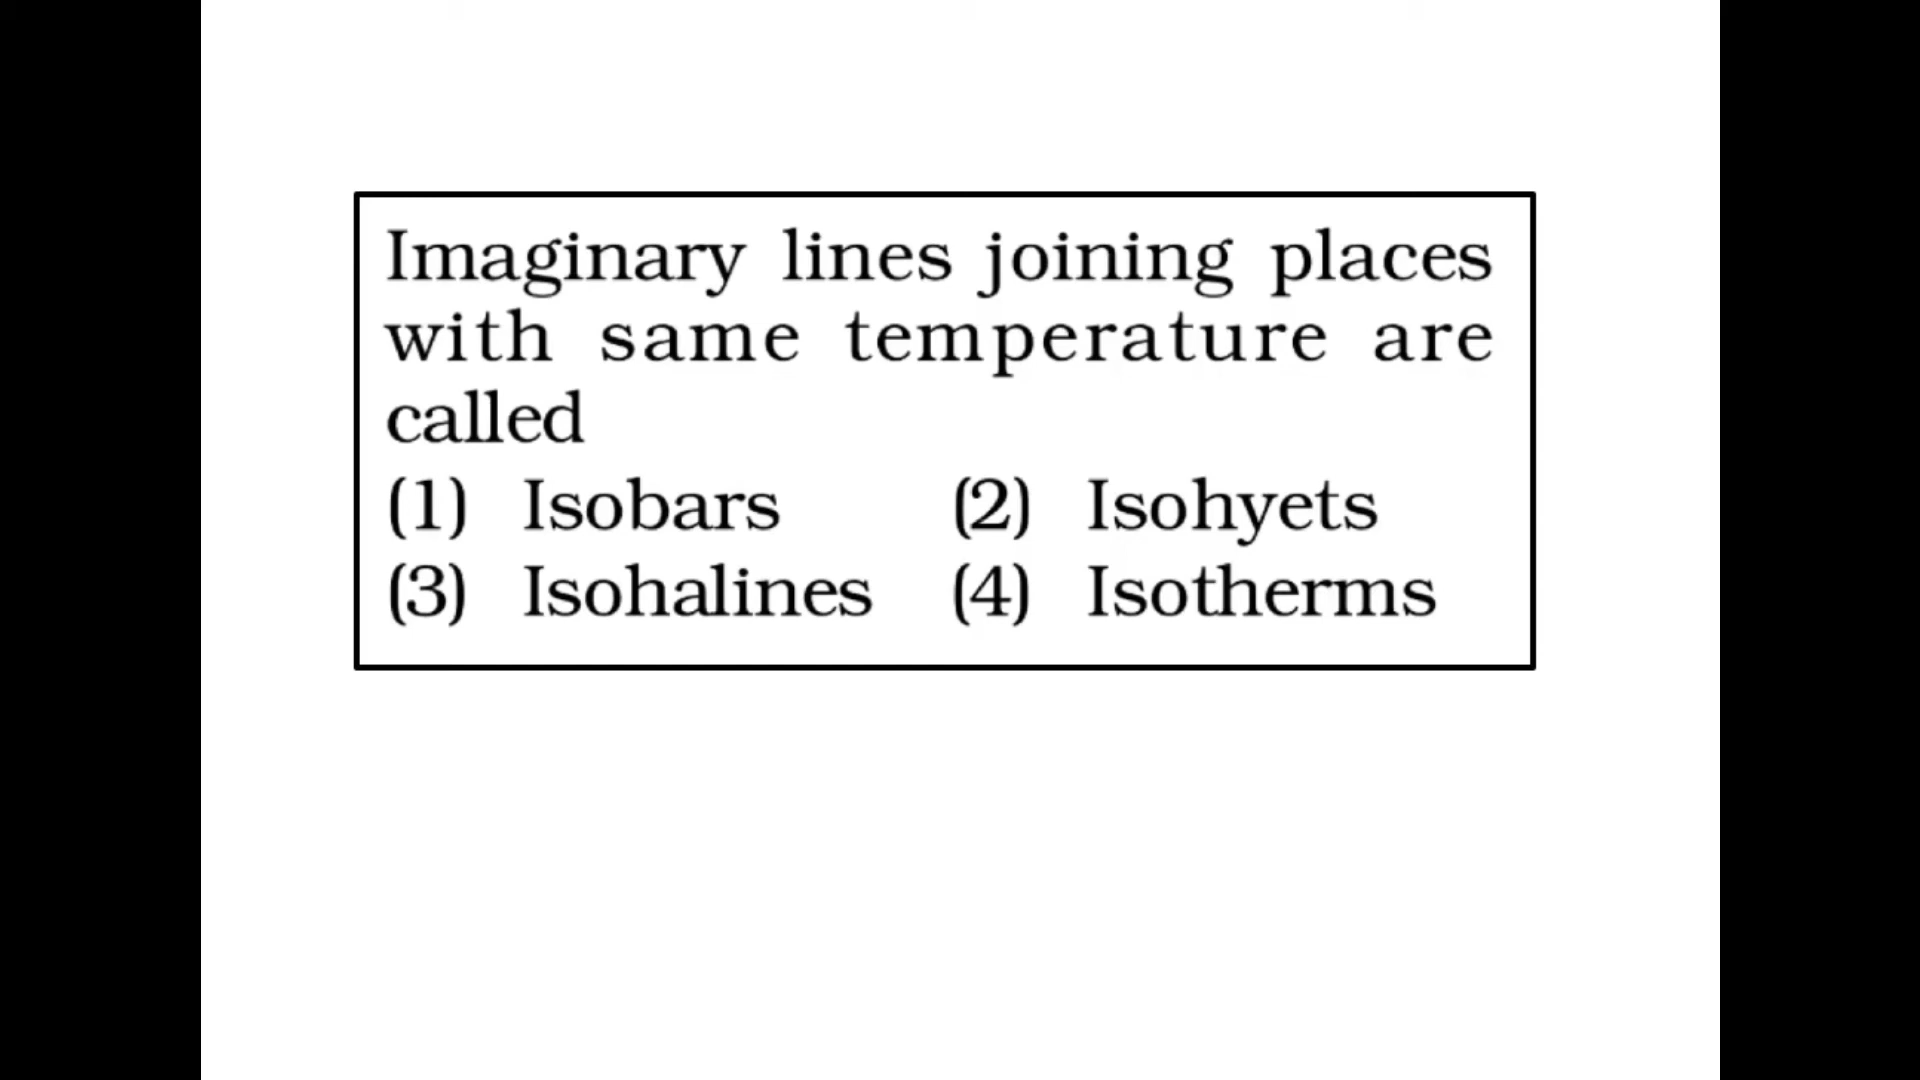 Imaginary lines joining places
with same temperature are
called
(1) Isobars (2) Isohyets
(3) Isohalines (4) Isotherms